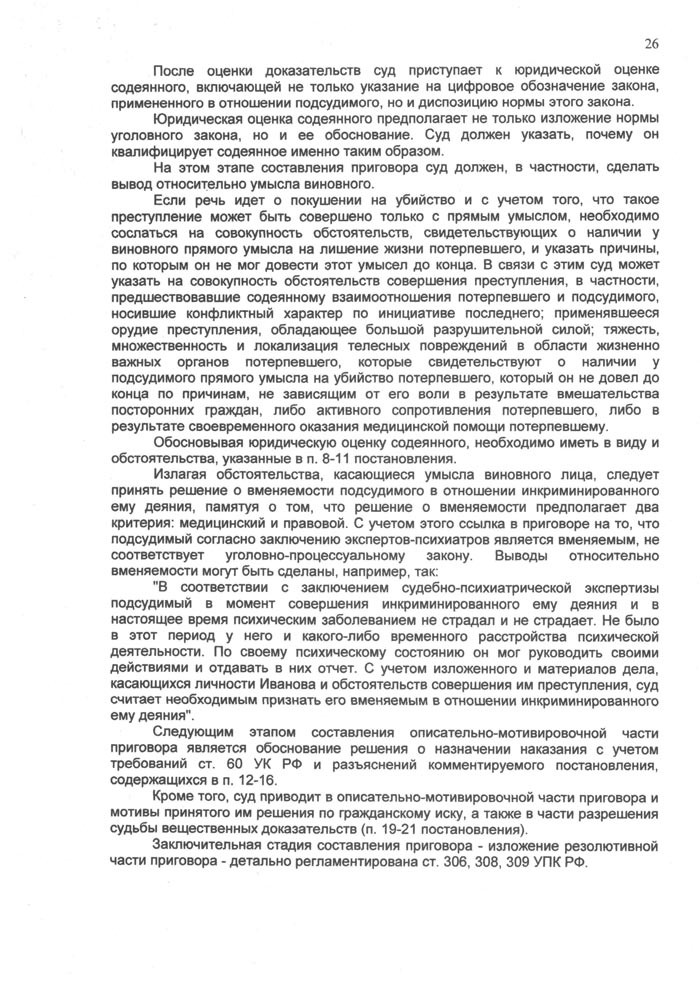 26
После оценки доказательств суд приступает к юридической оценке
содеянного, включающей не только указание на цифровое обозначение закона,
примененного в отношении подсудимого, но и диспозицию нормы этого закона.
Юридическая оценка содеянного предполагает не только изложение нормы
уголовного закона, но и ее обоснование. Суд должен указать, почему он
квалифицирует содеянное именно таким образом.
На этом этапе составления приговора суд должен, в частности, сделать
вывод относительно умысла виновного.
Если речь идет о покушении на убийство и с учетом того, что такое
преступление может быть совершено только с прямым умыслом, необходимо
сослаться на совокупность обстоятельств, свидетельствующих о наличии у
виновного прямого умысла на лишение жизни потерпевшего, и указать причины,
по которым он не мог довести этот умысел до конца. В связи с этим суд может
указать на совокупность обстоятельств совершения преступления, в частности,
предшествовавшие содеянному взаимоотношения потерпевшего и подсудимого,
носившие конфликтный характер по инициативе последнего; применявшееся
орудие преступления, обладающее большой разрушительной силой; тяжесть,
множественность и локализация телесных повреждений в области жизненно
важных органов потерпевшего, которые свидетельствуют о наличии у
подсудимого прямого умысла на убийство потерпевшего, который он не довел до
конца по причинам, не зависящим от его воли в результате вмешательства
посторонних граждан, либо активного сопротивления потерпевшего, либо в
результате своевременного оказания медицинской помощи потерпевшему.
Обосновывая юридическую оценку содеянного, необходимо иметь в виду и
обстоятельства, указанные в п. 8-11 постановления.
Излагая обстоятельства, касающиеся умысла виновного лица, следует
принять решение о вменяемости подсудимого в отношении инкриминированного
ему деяния, памятуя о том, что решение о вменяемости предполагает два
критерия: медицинский и правовой. С учетом этого ссылка в приговоре на то, что
подсудимый согласно заключению экспертов-психиатров является вменяемым, не
соответствует уголовно-процессуальному закону. Выводы относительно
вменяемости могут быть сделаны, например, так:
"В соответствии с заключением судебно-психиатрической экспертизы
подсудимый в момент совершения инкриминированного ему деяния и в
настоящее время психическим заболеванием не страдал и не страдает. Не было
в этот период у него и какого-либо временного расстройства психической
деятельности. По своему психическому состоянию он мог руководить своими
действиями и отдавать в них отчет. С учетом изложенного и материалов дела,
касающихся личности Иванова и обстоятельств совершения им преступления, суд
считает необходимым признать его вменяемым в отношении инкриминированного
ему деяния".
Следующим этапом составления описательно-мотивировочной части
приговора является обоснование решения о назначении наказания с учетом
требований ст. 60 УК РФ и разъяснений комментируемого постановления,
содержащихся в п. 12-16.
Кроме того, суд приводит в описательно-мотивировочной части приговора и
мотивы принятого им решения по гражданскому иску, а также в части разрешения
судьбы вещественных доказательств (п. 19-21 постановления).
Заключительная стадия составления приговора - изложение резолютивной
части приговора - детально регламентирована ст. 306, 308, 309 УПК РФ.